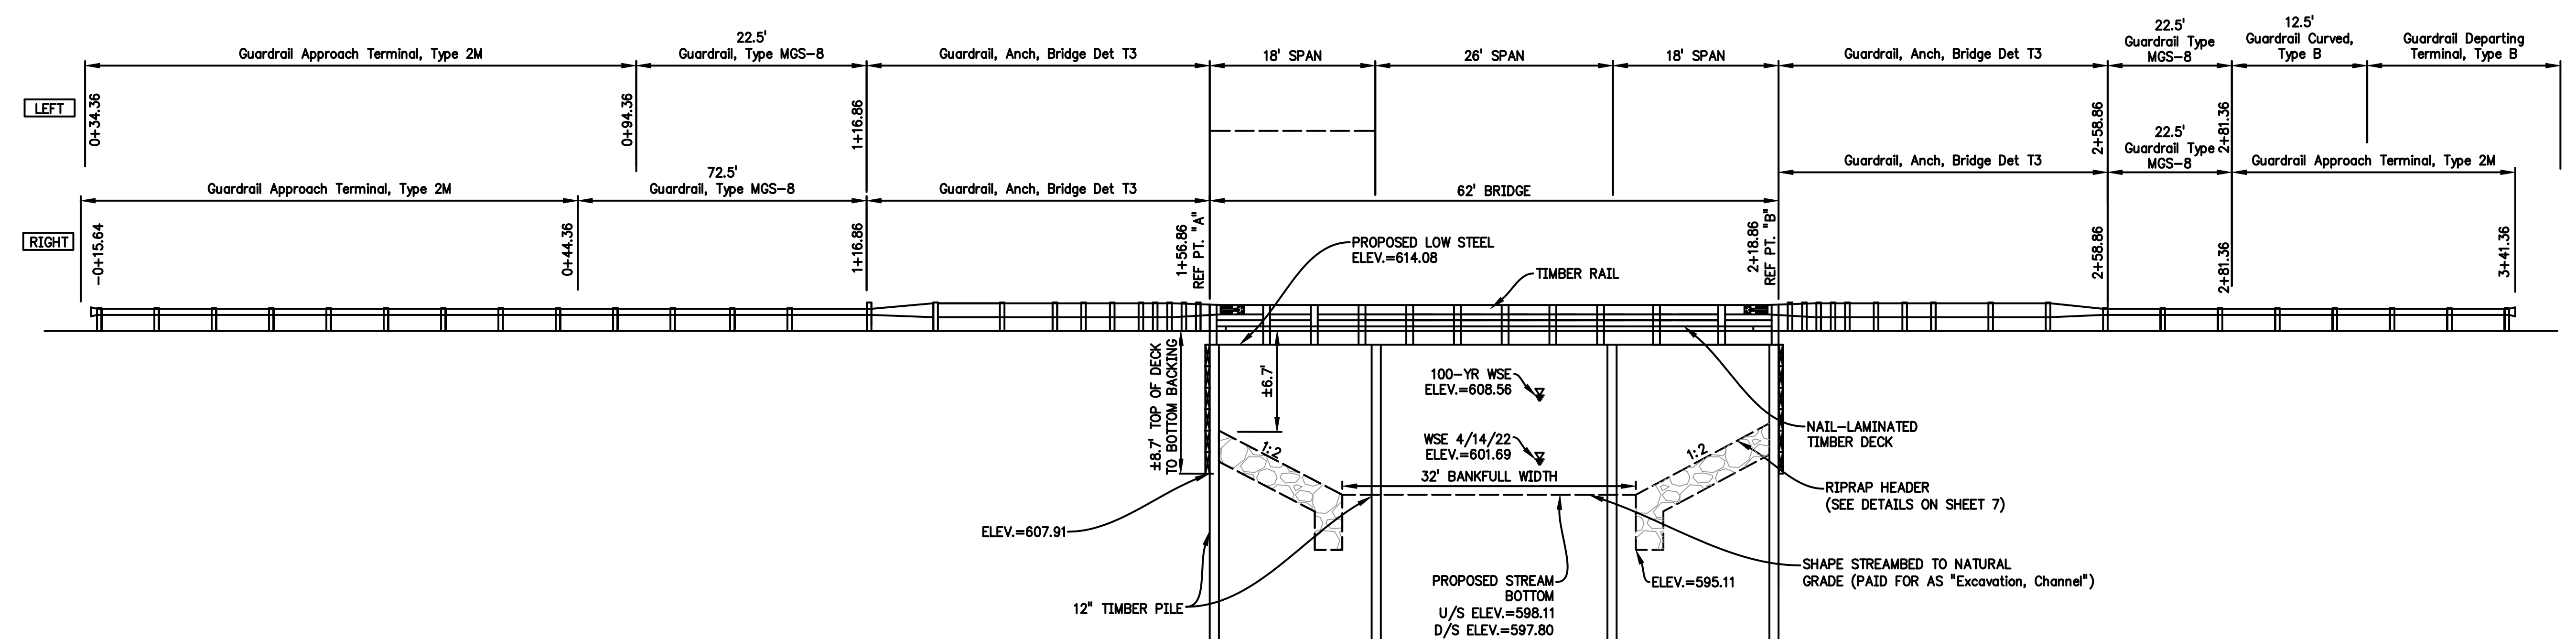 22.5'
Guardrail Approach Terminal, Type 2M
Guardrail, Type MGS-8
Guardrail, Anch, Bridge Det T3
18' SPAN
26' SPAN
18' SPAN
Guardrail, Anch, Bridge Det T3
22.5'
Guardrail Type
MGS-8
12.5'
Guardrail Curved,
Type B
Guardrail Departing
Terminal, Type B
LEFT
0+34.36
0+94.36
1+16.86
2+58.86
2+81.36
72.5'
Guardrail Approach Terminal, Type 2M
Guardrail, Type MGS-8
Guardrail, Anch, Bridge Det T3
62' BRIDGE
Guardrail, Anch, Bridge Det T3
22.5'
Guardrail Type
MGS-8
Guardrail Approach Terminal, Type 2M
RIGHT
-0+15.64
0+44.36
1+16.86
1+56.86
REF PT. "A"
2+18.86
REF PT. "B"
2+58.86
2+81.36
3+41.36
PROPOSED LOW STEEL
ELEV.=614.08
TIMBER RAIL
±8.7' TOP OF DECK
TO BOTTOM BACKING
±6.7'
100-YR WSE
ELEV.=608.56
WSE 4/14/22
ELEV.=601.69
32' BANKFULL WIDTH
1:2
1:2
NAIL-LAMINATED
TIMBER DECK
RIPRAP HEADER
(SEE DETAILS ON SHEET 7)
ELEV.=607.91
SHAPE STREAMBED TO NATURAL
GRADE (PAID FOR AS "Excavation, Channel")
ELEV.=595.11
12" TIMBER PILE
PROPOSED STREAM
BOTTOM
U/S ELEV.=598.11
D/S ELEV.=597.80